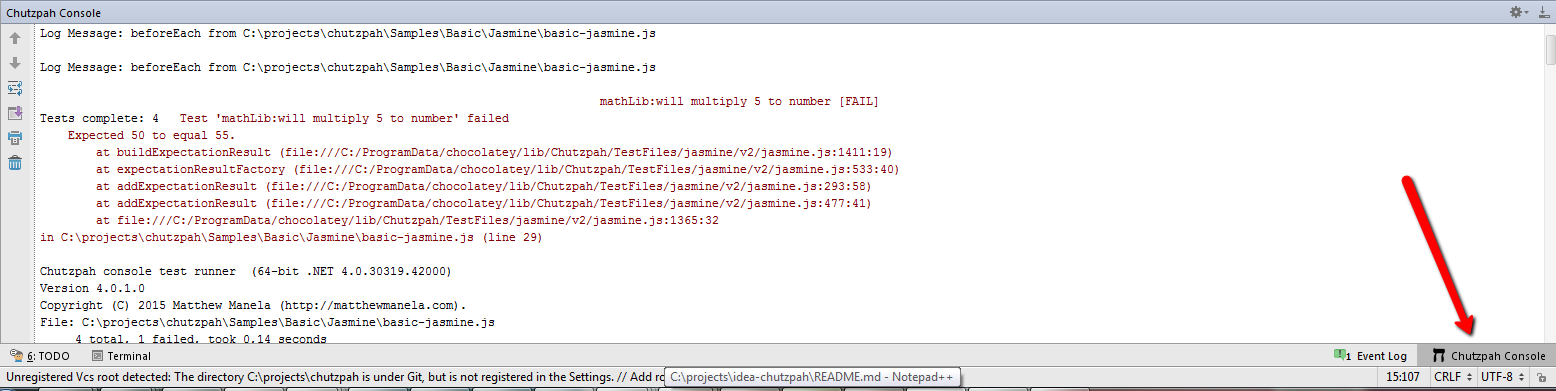 Chutzpah Console
Log Message: beforeEach from C:\projects\chutzpah\Samples\Basic\Jasmine\basic-jasmine.js
Log Message: beforeEach from C:\projects\chutzpah\Samples\Basic\Jasmine\basic-jasmine.js
mathLib:will multiply 5 to number [FAIL]
Tests complete: 4   Test 'mathLib:will multiply 5 to number' failed
Expected 50 to equal 55.
at buildExpectationResult (file:///C:/ProgramData/chocolatey/lib/Chutzpah/TestFiles/jasmine/v2/jasmine.js:1411:19)
at expectationResultFactory (file:///C:/ProgramData/chocolatey/lib/Chutzpah/TestFiles/jasmine/v2/jasmine.js:533:40)
at addExpectationResult (file:///C:/ProgramData/chocolatey/lib/Chutzpah/TestFiles/jasmine/v2/jasmine.js:293:58)
at addExpectationResult (file:///C:/ProgramData/chocolatey/lib/Chutzpah/TestFiles/jasmine/v2/jasmine.js:477:41)
at file:///C:/ProgramData/chocolatey/lib/Chutzpah/TestFiles/jasmine/v2/jasmine.js:1365:32
in C:\projects\chutzpah\Samples\Basic\Jasmine\basic-jasmine.js (line 29)
Chutzpah console test runner  (64-bit .NET 4.0.30319.42000)
Version 4.0.1.0
Copyright (C) 2015 Matthew Manela (http://matthewmanela.com).
File: C:\projects\chutzpah\Samples\Basic\Jasmine\basic-jasmine.js
4 total, 1 failed, took 0.14 seconds
6: TODO   Terminal   1 Event Log   Chutzpah Console
Unregistered Vcs root detected: The directory C:\projects\chutzpah is under Git, but is not registered in the Settings. // Add ro   C:\projects\idea-chutzpah\README.md - Notepad++   15:107   CRLF   UTF-8